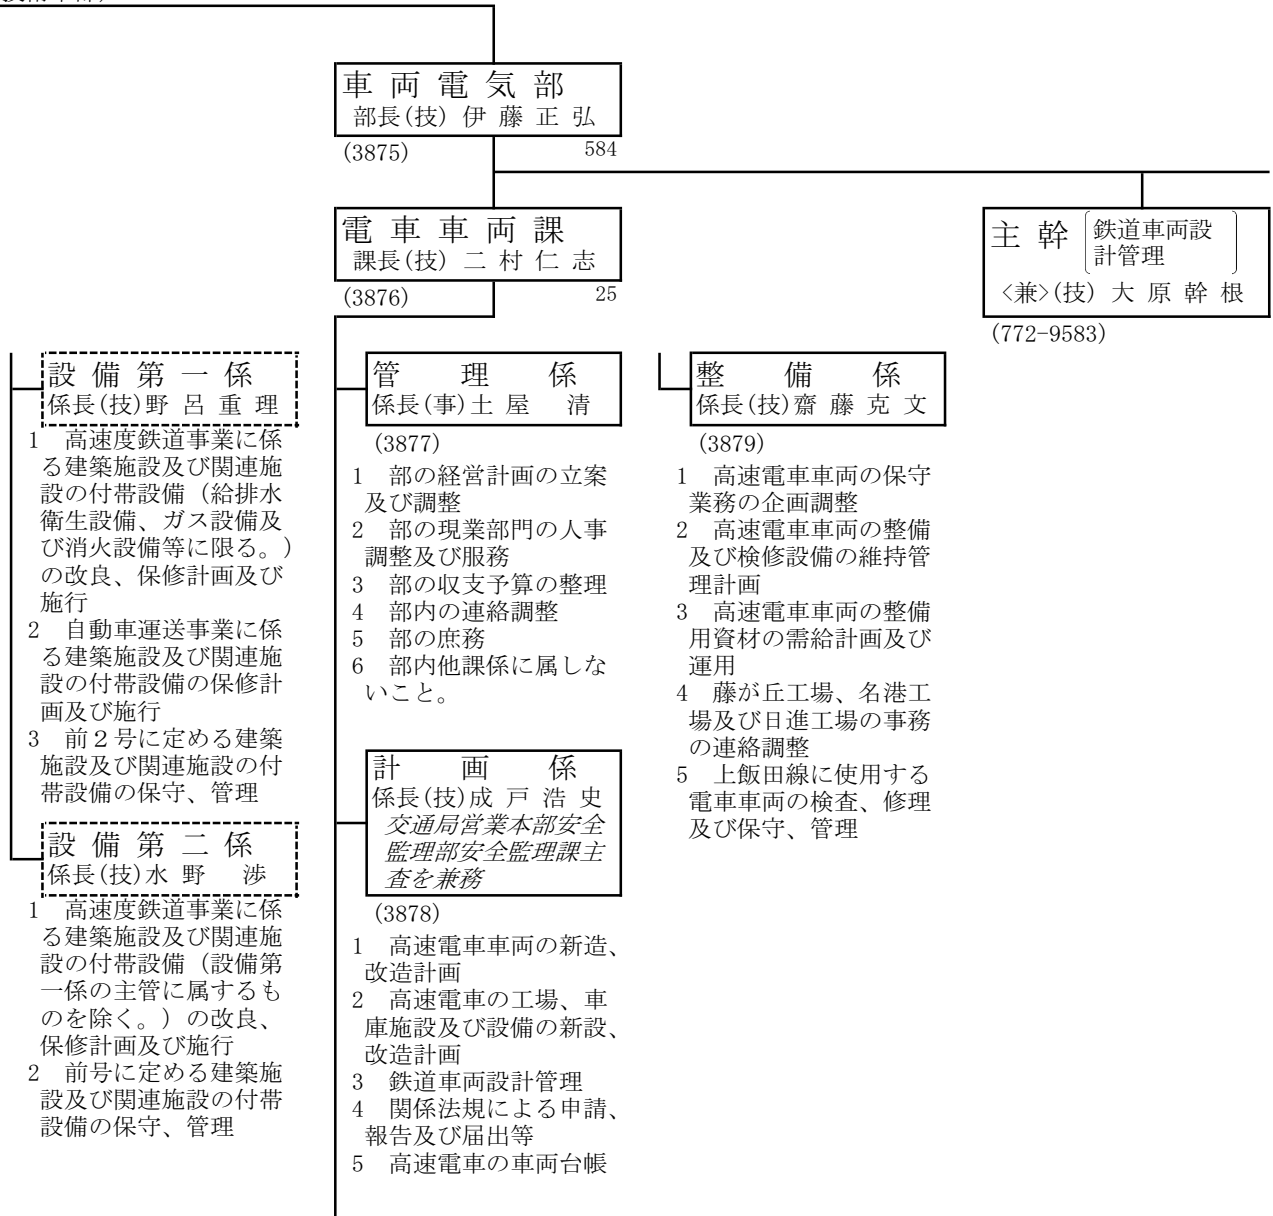 車両電気部
部長(技) 伊藤正弘
(3875) 584
電車車両課
課長(技) 二村仁志
(3876) 25
主幹 鉄道車両設
計管理
<兼>(技) 大原幹根
(772-9583)
設備第一係
係長(技)野呂重理
1 高速度鉄道事業に係
る建築施設及び関連施
設の付帯設備（給排水
衛生設備、ガス設備及
び消火設備等に限る。）
の改良、保修計画及び
施行
2 自動車運送事業に係
る建築施設及び関連施
設の付帯設備の保修計
画及び施行
3 前２号に定める建築
施設及び関連施設の付
帯設備の保守、管理
設備第二係
係長(技)水野 渉
1 高速度鉄道事業に係
る建築施設及び関連施
設の付帯設備（設備第
一係の主管に属するも
のを除く。）の改良、
保修計画及び施行
2 前号に定める建築施
設及び関連施設の付帯
設備の保守、管理
管理係
係長(事)土屋 清
(3877)
1 部の経営計画の立案
及び調整
2 部の現業部門の人事
調整及び服務
3 部の収支予算の整理
4 部内の連絡調整
5 部の庶務
6 部内他課係に属しな
いこと。
計画係
係長(技)成戸浩史
交通局営業本部安全
監理部安全監理課主
査を兼務
(3878)
1 高速電車車両の新造、
改造計画
2 高速電車の工場、車
庫施設及び設備の新設、
改造計画
3 鉄道車両設計管理
4 関係法規による申請、
報告及び届出等
5 高速電車の車両台帳
整備係
係長(技)齋藤克文
(3879)
1 高速電車車両の保守
業務の企画調整
2 高速電車車両の整備
及び検修設備の維持管
理計画
3 高速電車車両の整備
用資材の需給計画及び
運用
4 藤が丘工場、名港工
場及び日進工場の事務
の連絡調整
5 上飯田線に使用する
電車車両の検査、修理
及び保守、管理